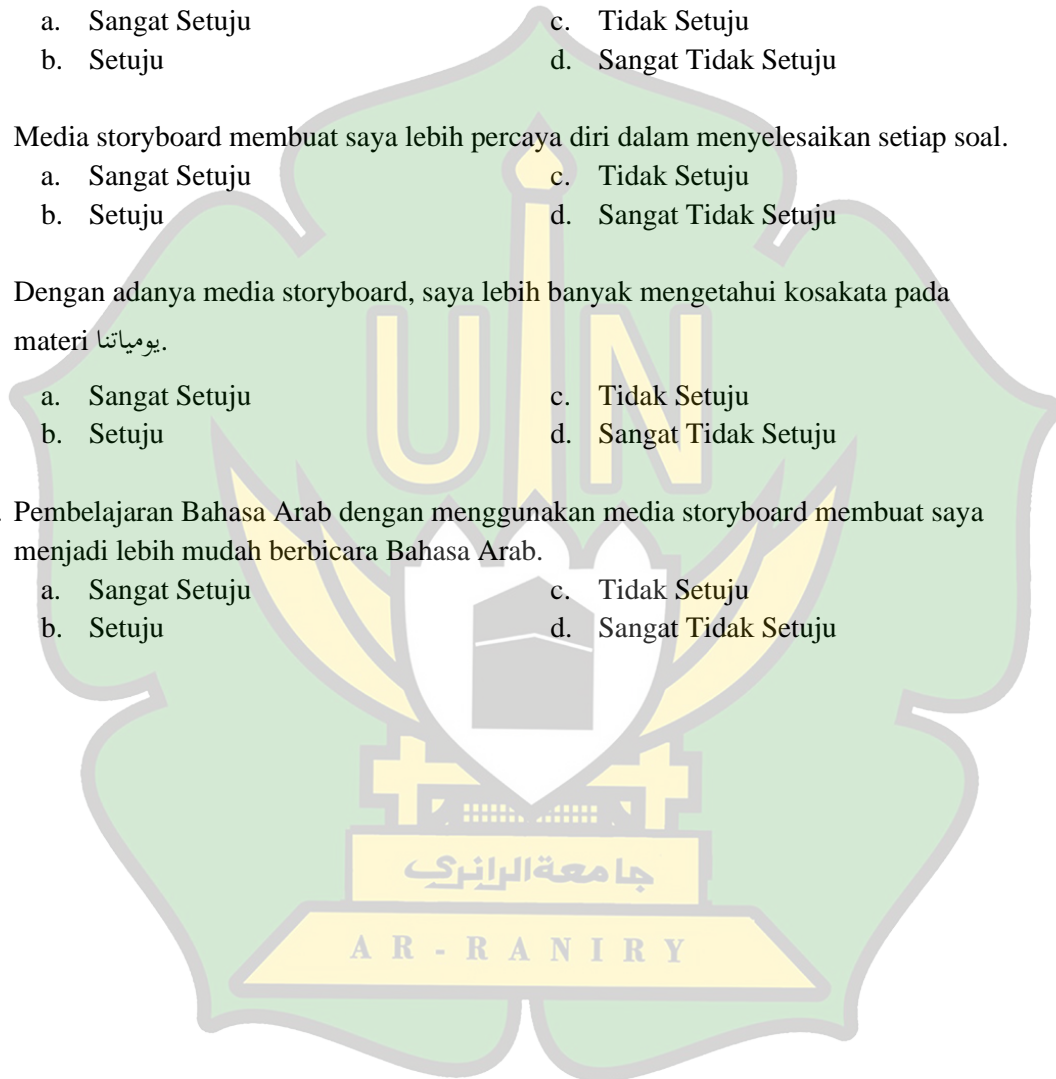 a. Sangat Setuju c. Tidak Setuju
b. Setuju d. Sangat Tidak Setuju
Media storyboard membuat saya lebih percaya diri dalam menyelesaikan setiap soal.
a. Sangat Setuju c. Tidak Setuju
b. Setuju d. Sangat Tidak Setuju
Dengan adanya media storyboard, saya lebih banyak mengetahui kosakata pada
materi يومياتنا.
a. Sangat Setuju c. Tidak Setuju
b. Setuju d. Sangat Tidak Setuju
. Pembelajaran Bahasa Arab dengan menggunakan media storyboard membuat saya
menjadi lebih mudah berbicara Bahasa Arab.
a. Sangat Setuju c. Tidak Setuju
b. Setuju d. Sangat Tidak Setuju
UIN
جامعة الرانري
AR-RANIRY